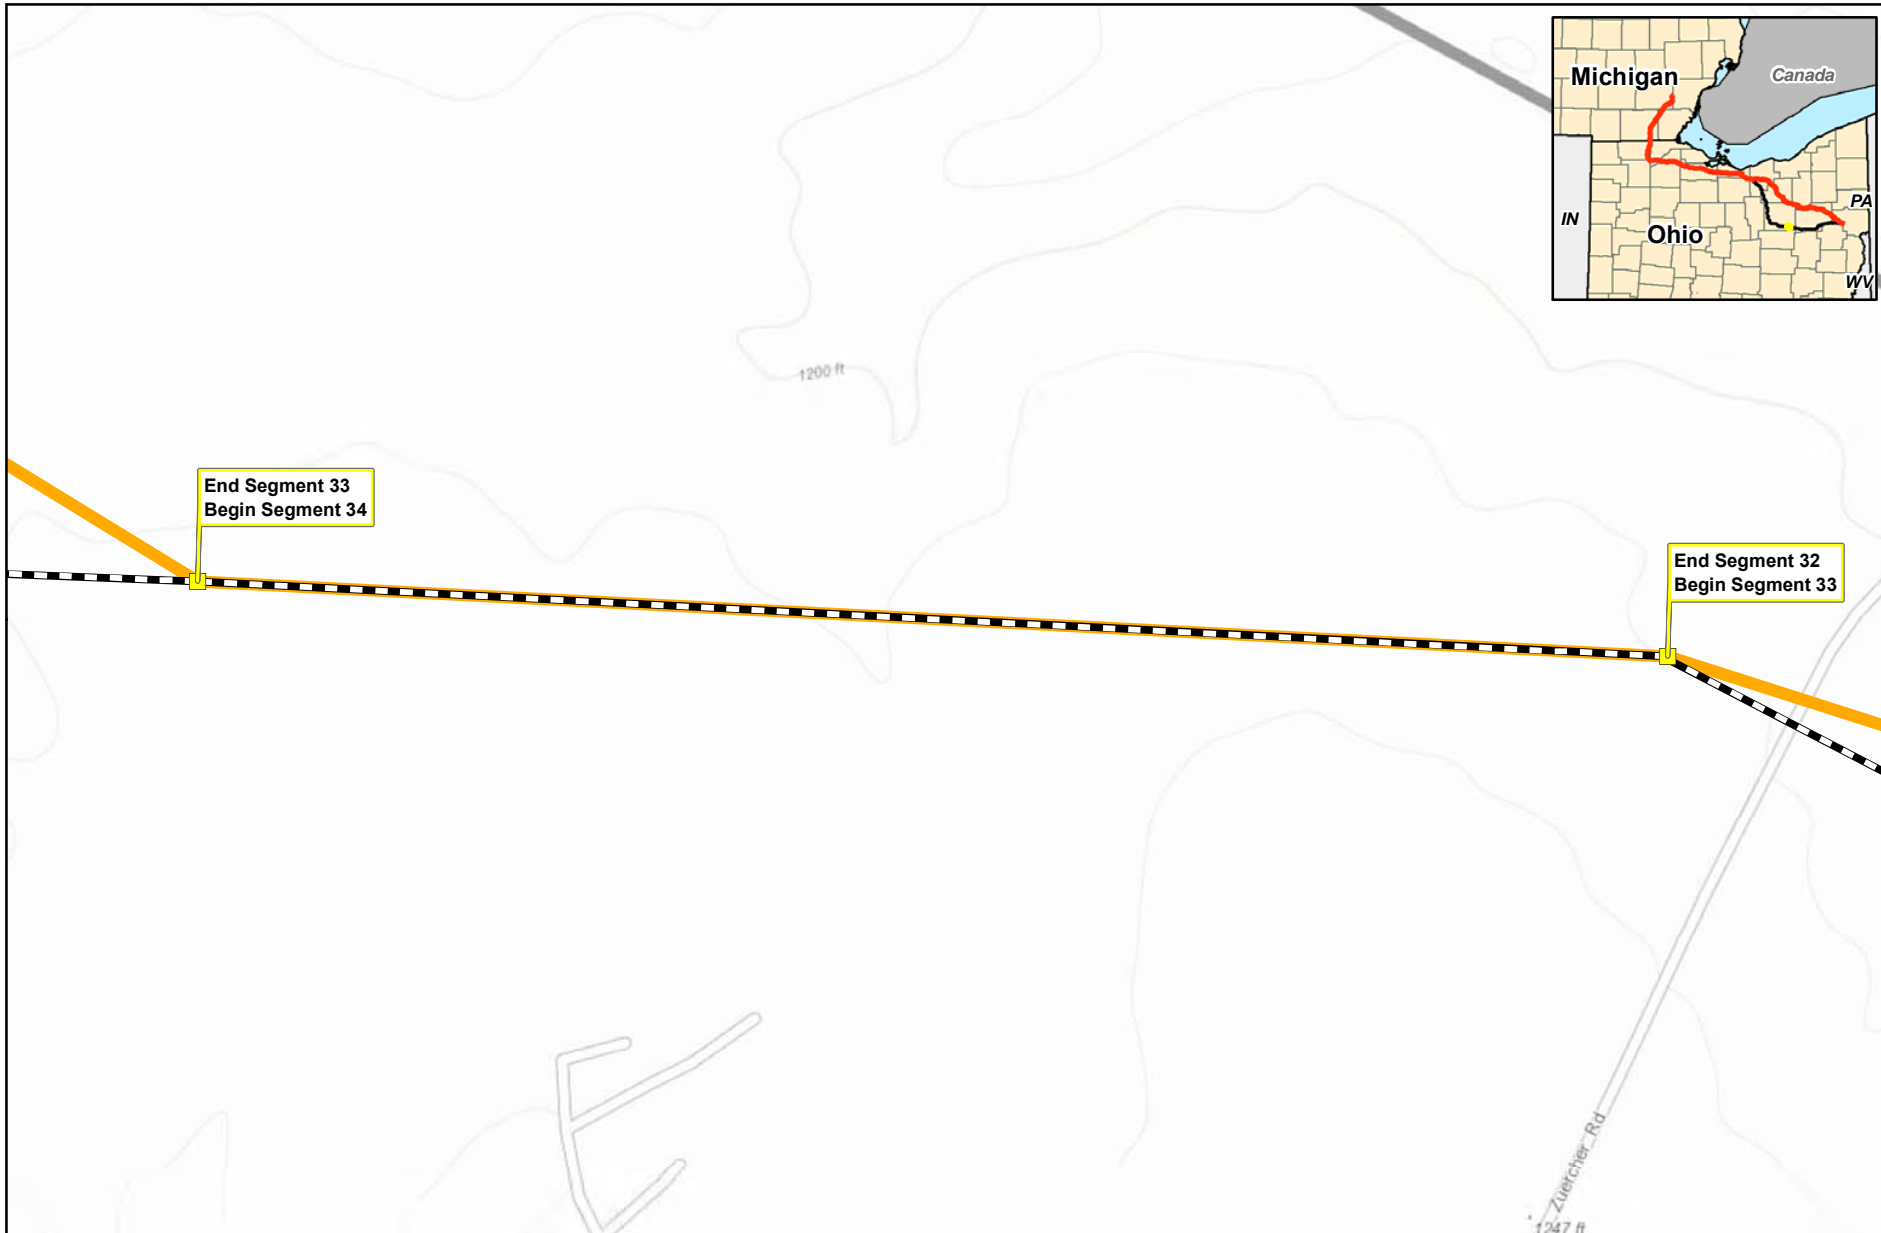 Michigan
Canada
PA
IN
Ohio
WV
1200 ft
End Segment 33
Begin Segment 34
End Segment 32
Begin Segment 33
Zuercher Rd
1247 ft